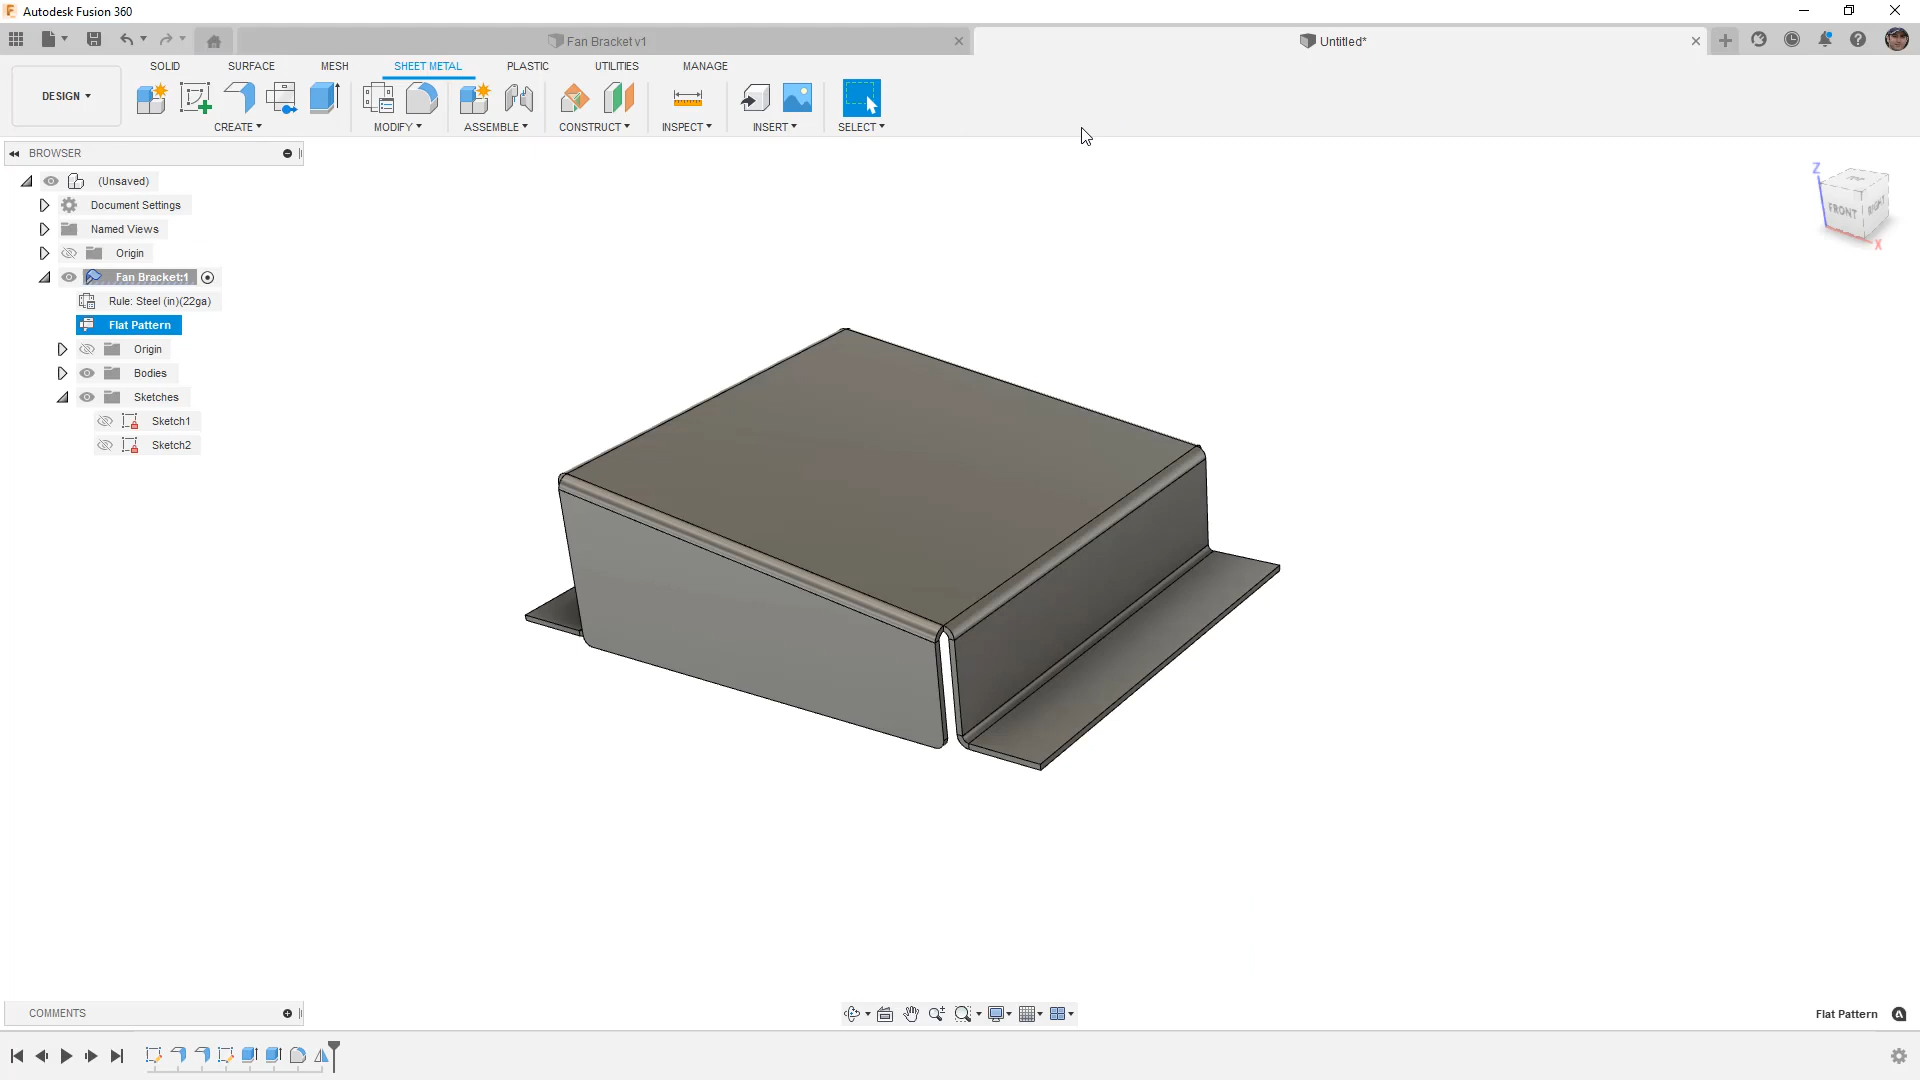 Autodesk Fusion 360
Fan Bracket v1
Untitled*
DESIGN
SOLID
SURFACE
MESH
SHEET METAL
PLASTIC
UTILITIES
MANAGE
CREATE
MODIFY
ASSEMBLE
CONSTRUCT
INSPECT
INSERT
SELECT
BROWSER
(Unsaved)
Document Settings
Named Views
Origin
Fan Bracket:1
Rule: Steel (in)(22ga)
Flat Pattern
Origin
Bodies
Sketches
Sketch1
Sketch2
Z
FRONT
RIGHT
X
COMMENTS
Flat Pattern